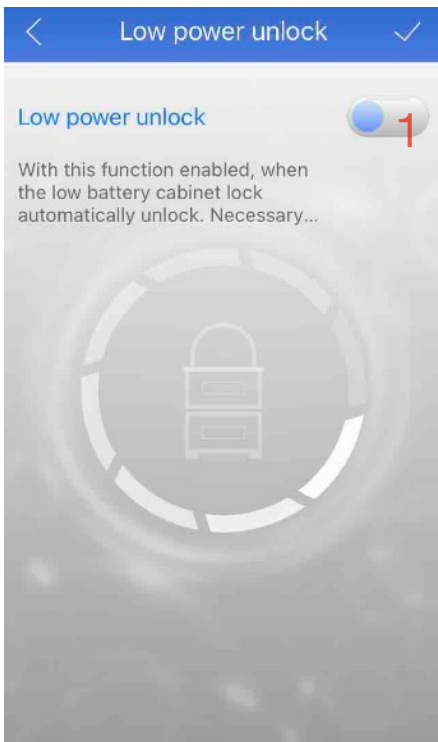 Low power unlock
Low power unlock
1
With this function enabled, when
the low battery cabinet lock
automatically unlock. Necessary...